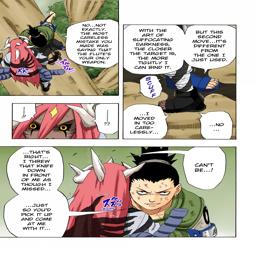 BUT THIS
SECOND
MOVE...
IT'S
DIFFERENT
FROM THE
ONE I
JUST USED.
WITH THE
ART OF
SUFFOCATING
DARKNESS,
THE CLOSER
THE TARGET
IS, THE
MORE
TIGHTLY
I CAN
BIND IT.
...NO
...
...I
MOVED
IN TOO
CARE-
LESSLY...??
NO...NOT
EXACTLY,
THE MOST
CARELESS
MISTAKE YOU
MADE WAS
SAYING THAT
THE FLUTE'S
YOUR ONLY
WEAPON.
CAN'T
BE...!
...THAT'S
RIGHT...
I THREW
THAT KNIFE
DOWN IN
FRONT OF
ME AS
THOUGH I
MISSED...
JUST SO
YOU'D PICK
IT UP AND
COME AT
ME WITH
IT...